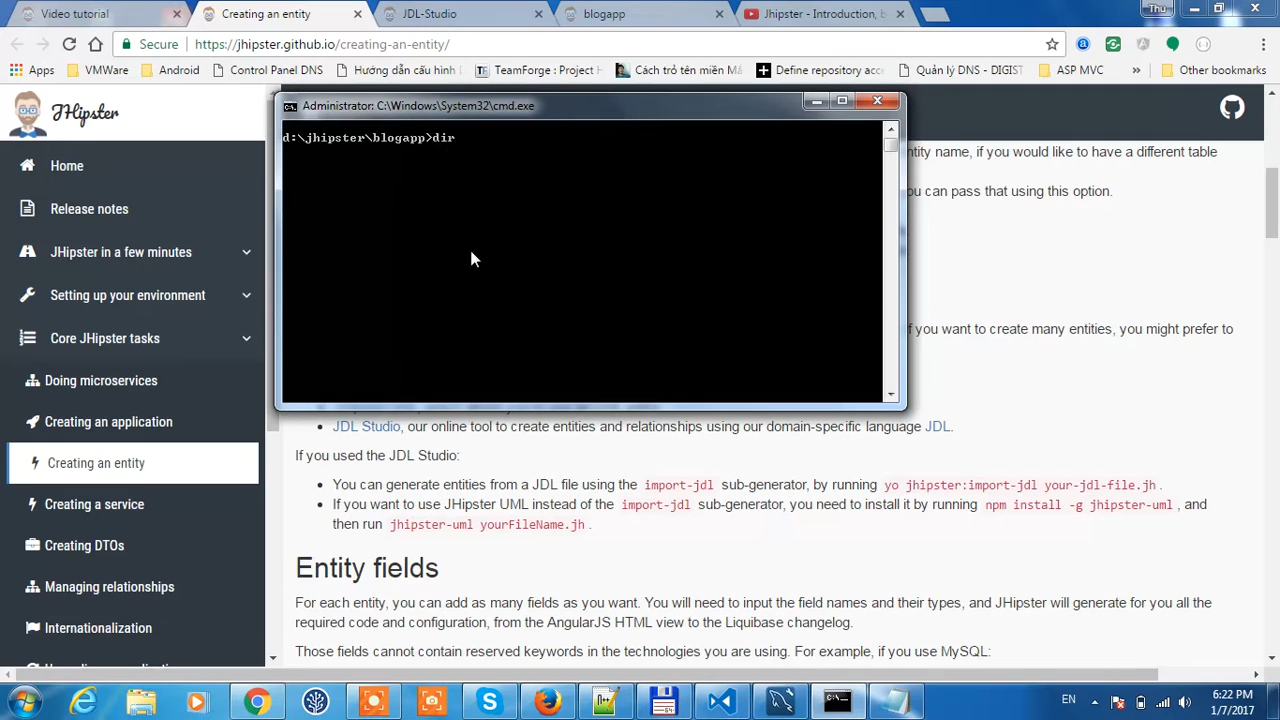 Video tutorial
Creating an entity
JDL-Studio
blogapp
Jhipster - Introduction, b
Thu
Secure
https://jhipster.github.io/creating-an-entity/
Apps
VMWare
Android
Control Panel DNS
Hướng dẫn cấu hình
TeamForge : Project H
Cách trỏ tên miền Mắ
Define repository acce
Quản lý DNS - DIGIST
ASP MVC
»
Other bookmarks
JHipster
Administrator: C:\Windows\System32\cmd.exe
d:\jhipster\blogapp>dir
ntity name, if you would like to have a different table
ou can pass that using this option.
f you want to create many entities, you might prefer to
Home
Release notes
JHipster in a few minutes
Setting up your environment
Core JHipster tasks
Doing microservices
Creating an application
Creating an entity
Creating a service
Creating DTOs
Managing relationships
Internationalization
JDL Studio, our online tool to create entities and relationships using our domain-specific language JDL.
If you used the JDL Studio:
You can generate entities from a JDL file using the import-jdl sub-generator, by running yo jhipster:import-jdl your-jdl-file.jh .
If you want to use JHipster UML instead of the import-jdl sub-generator, you need to install it by running npm install -g jhipster-uml , and
then run jhipster-uml yourFileName.jh .
Entity fields
For each entity, you can add as many fields as you want. You will need to input the field names and their types, and JHipster will generate for you all the
required code and configuration, from the AngularJS HTML view to the Liquibase changelog.
Those fields cannot contain reserved keywords in the technologies you are using. For example, if you use MySQL:
EN
6:22 PM
1/7/2017